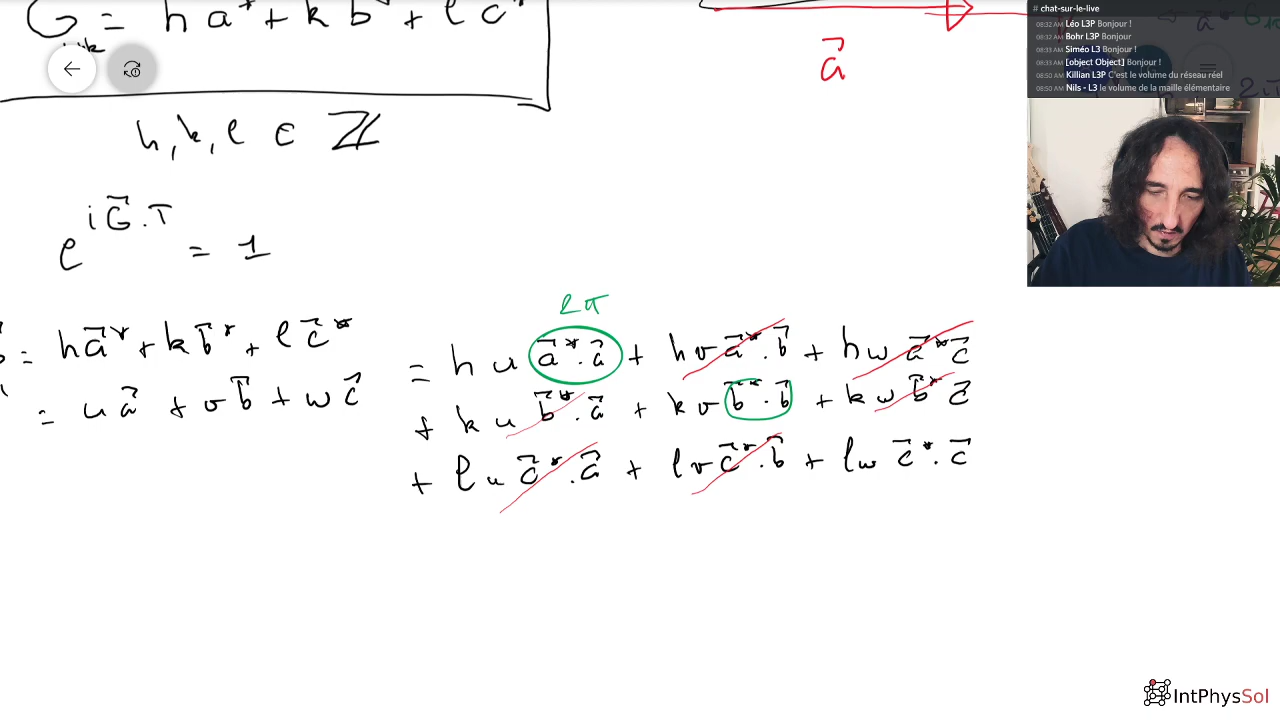 G⃗ₕₖ = h a* + k b* + l c*
a⃗
h, k, l ∈ ℤ
e^{i G⃗.T⃗} = 1
= h a⃗* + k b⃗* + l c⃗*
= u a⃗ + v b⃗ + w c⃗
2π
= h u a⃗*.a⃗ + h v a⃗*.b⃗ + h w a⃗* c⃗
+ k u b⃗*.a⃗ + k v b⃗*.b⃗ + k w b⃗* c⃗
+ l u c⃗*.a⃗ + l v c⃗*.b⃗ + l w c⃗*.c⃗
# chat-sur-le-live
08:32 AM Léo L3P Bonjour !
08:32 AM Bohr L3P Bonjour
08:33 AM Siméo L3 Bonjour !
08:33 AM [object Object] Bonjour !
08:50 AM Killian L3P C'est le volume du réseau réel
08:50 AM Nils - L3 le volume de la maille élémentaire
IntPhysSol